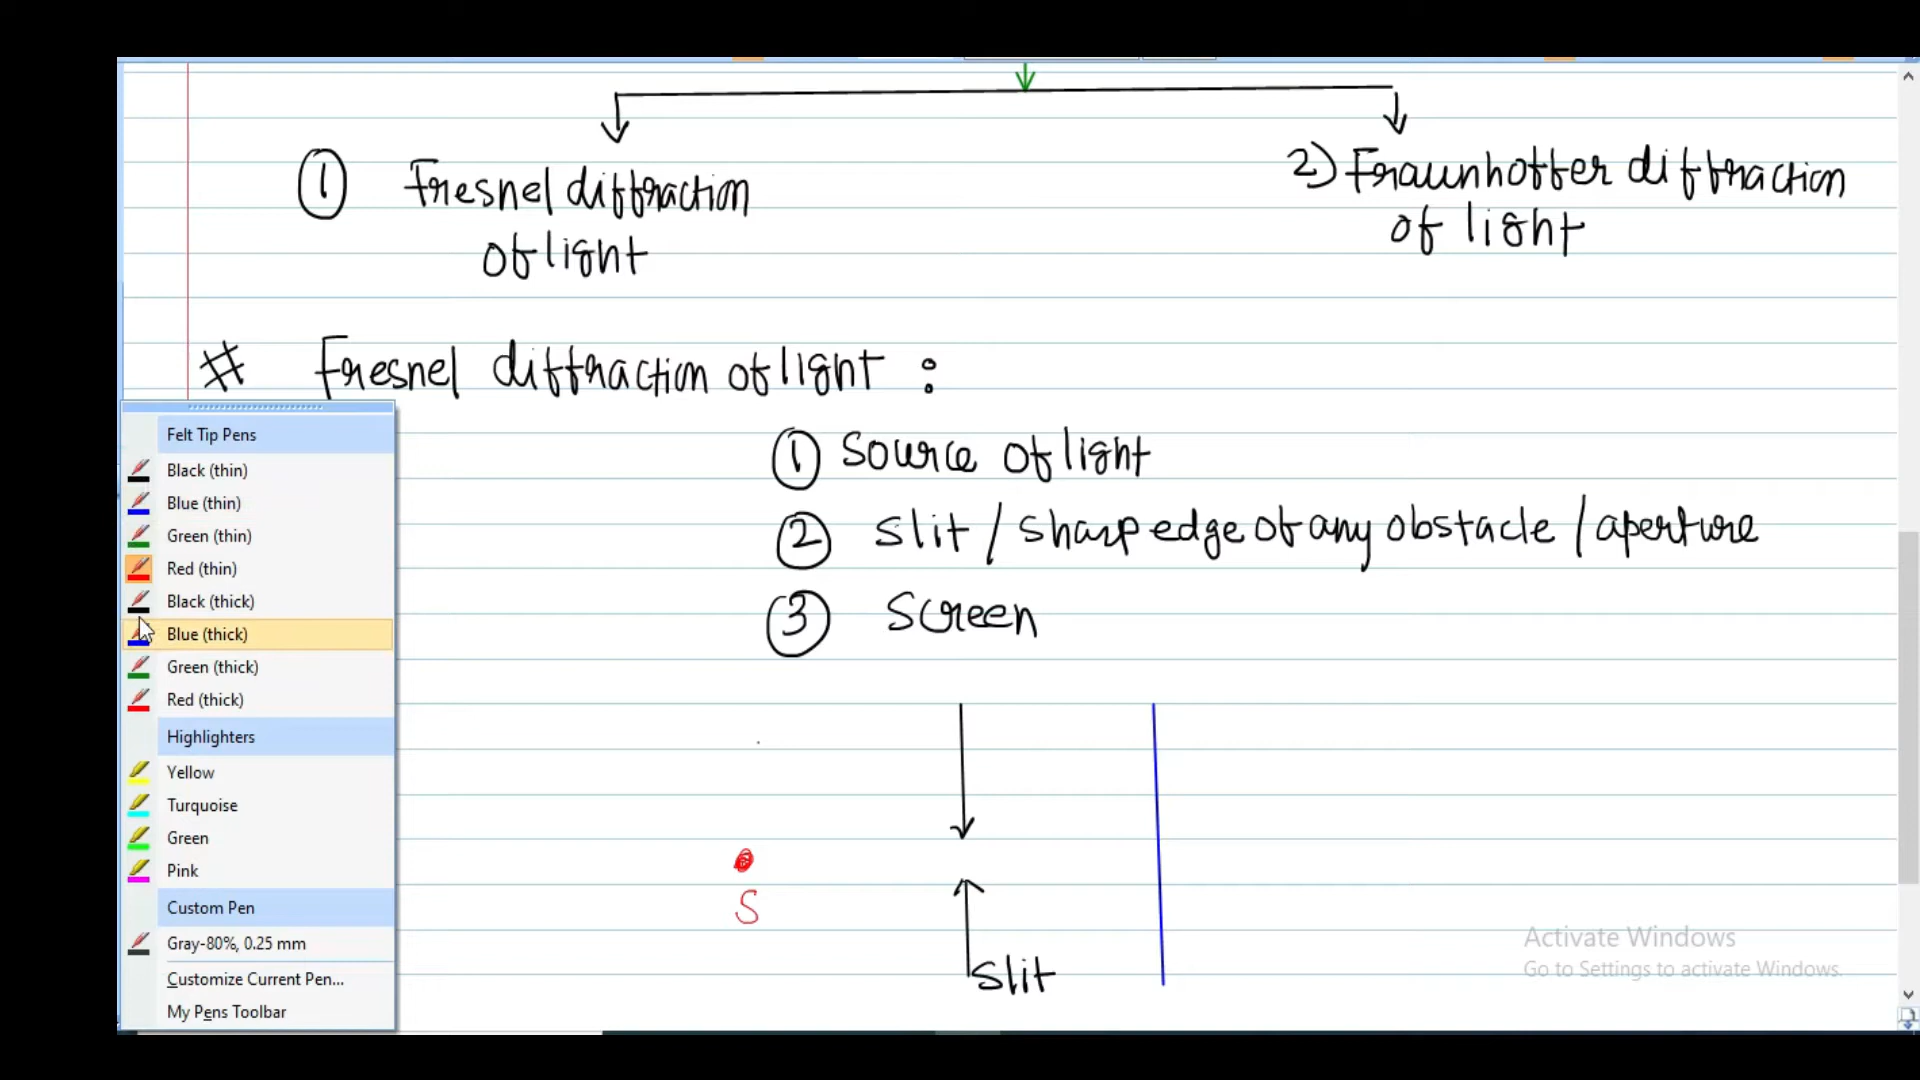 ① Fresnel diffraction
of light
2) Fraunhoffer diffraction
of light
# Fresnel diffraction of light :
① Source of light
② Slit / sharp edge of any obstacle / aperture
③ Screen
S
Slit
Felt Tip Pens
Black (thin)
Blue (thin)
Green (thin)
Red (thin)
Black (thick)
Blue (thick)
Green (thick)
Red (thick)
Highlighters
Yellow
Turquoise
Green
Pink
Custom Pen
Gray-80%, 0.25 mm
Customize Current Pen...
My Pens Toolbar
Activate Windows
Go to Settings to activate Windows.